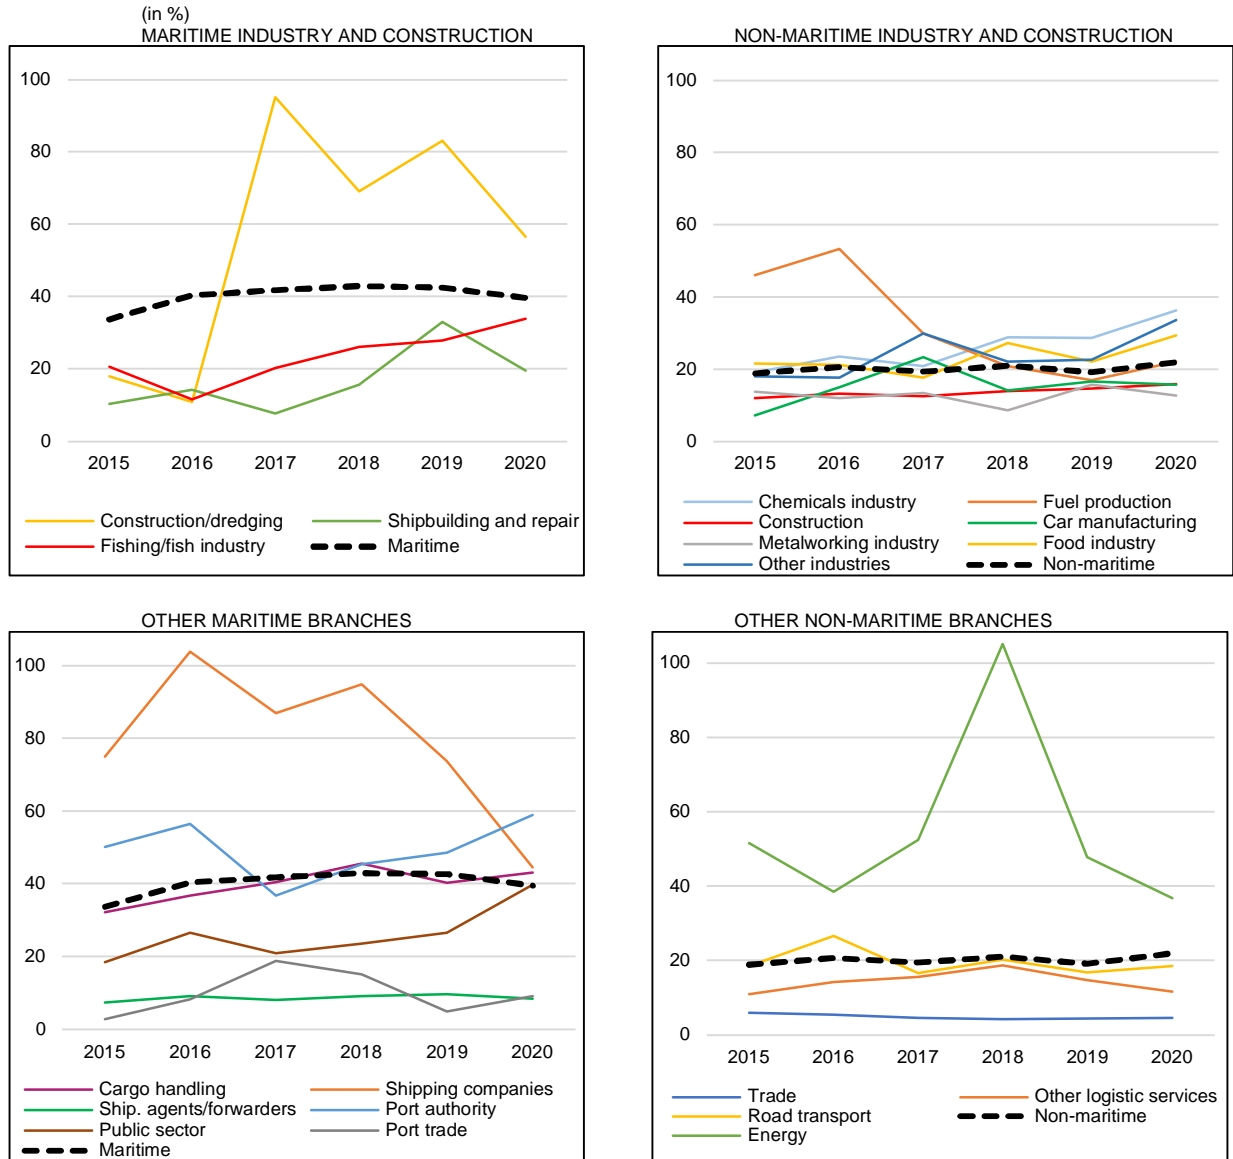 (in %)
MARITIME INDUSTRY AND CONSTRUCTION
100
80
60
40
20
0
2015 2016 2017 2018 2019 2020
Construction/dredging Shipbuilding and repair
Fishing/fish industry Maritime
NON-MARITIME INDUSTRY AND CONSTRUCTION
100
80
60
40
20
0
2015 2016 2017 2018 2019 2020
Chemicals industry Fuel production
Construction Car manufacturing
Metalworking industry Food industry
Other industries Non-maritime
OTHER MARITIME BRANCHES
100
80
60
40
20
0
2015 2016 2017 2018 2019 2020
Cargo handling Shipping companies
Ship. agents/forwarders Port authority
Public sector Port trade
Maritime
OTHER NON-MARITIME BRANCHES
100
80
60
40
20
0
2015 2016 2017 2018 2019 2020
Trade Other logistic services
Road transport Non-maritime
Energy